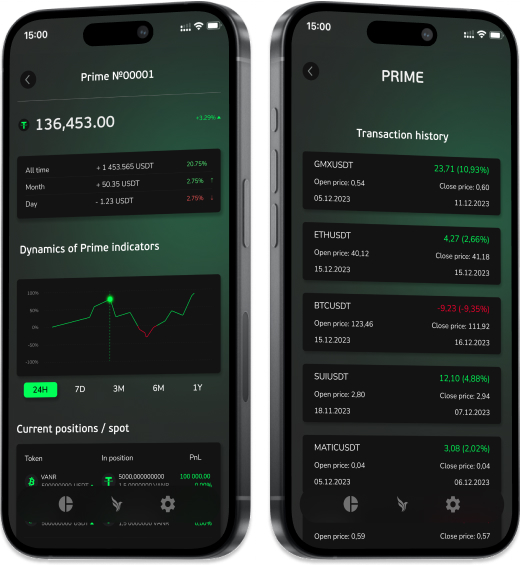 15:00
Prime №00001
136,453.00
+3.29%
All time + 1 453.565 USDT 20.75%
Month + 50.35 USDT 2.75% ↑
Day - 1.23 USDT 2.75% ↓
Dynamics of Prime indicators
100%
50%
0%
-50%
-100%
24H 7D 3M 6M 1Y
Current positions / spot
Token In position PnL
VANR 5000,000000000 100 000,00
15:00
PRIME
Transaction history
GMXUSDT 23,71 (10,93%)
Open price: 0,54 Close price: 0,60
05.12.2023 11.12.2023
ETHUSDT 4,27 (2,66%)
Open price: 40,12 Close price: 41,18
15.12.2023 15.12.2023
BTCUSDT -9,23 (-9.35%)
Open price: 123,46 Close price: 111,92
15.12.2023 16.12.2023
SUIUSDT 12,10 (4,88%)
Open price: 2,80 Close price: 2,94
18.11.2023 07.12.2023
MATICUSDT 3,08 (2,02%)
Open price: 0,04 Close price: 0,04
05.12.2023 06.12.2023
Open price: 0,59 Close price: 0,57